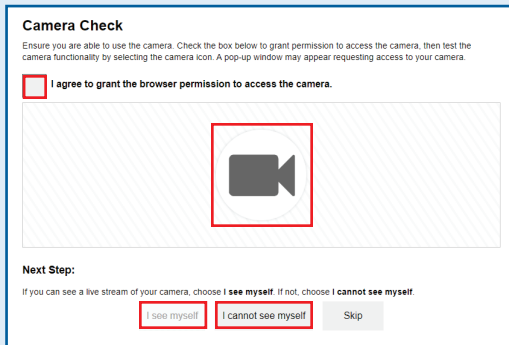 Camera Check
Ensure you are able to use the camera. Check the box below to grant permission to access the camera, then test the
camera functionality by selecting the camera icon. A pop-up window may appear requesting access to your camera.
I agree to grant the browser permission to access the camera.
Next Step:
If you can see a live stream of your camera, choose I see myself. If not, choose I cannot see myself.
I see myself I cannot see myself Skip